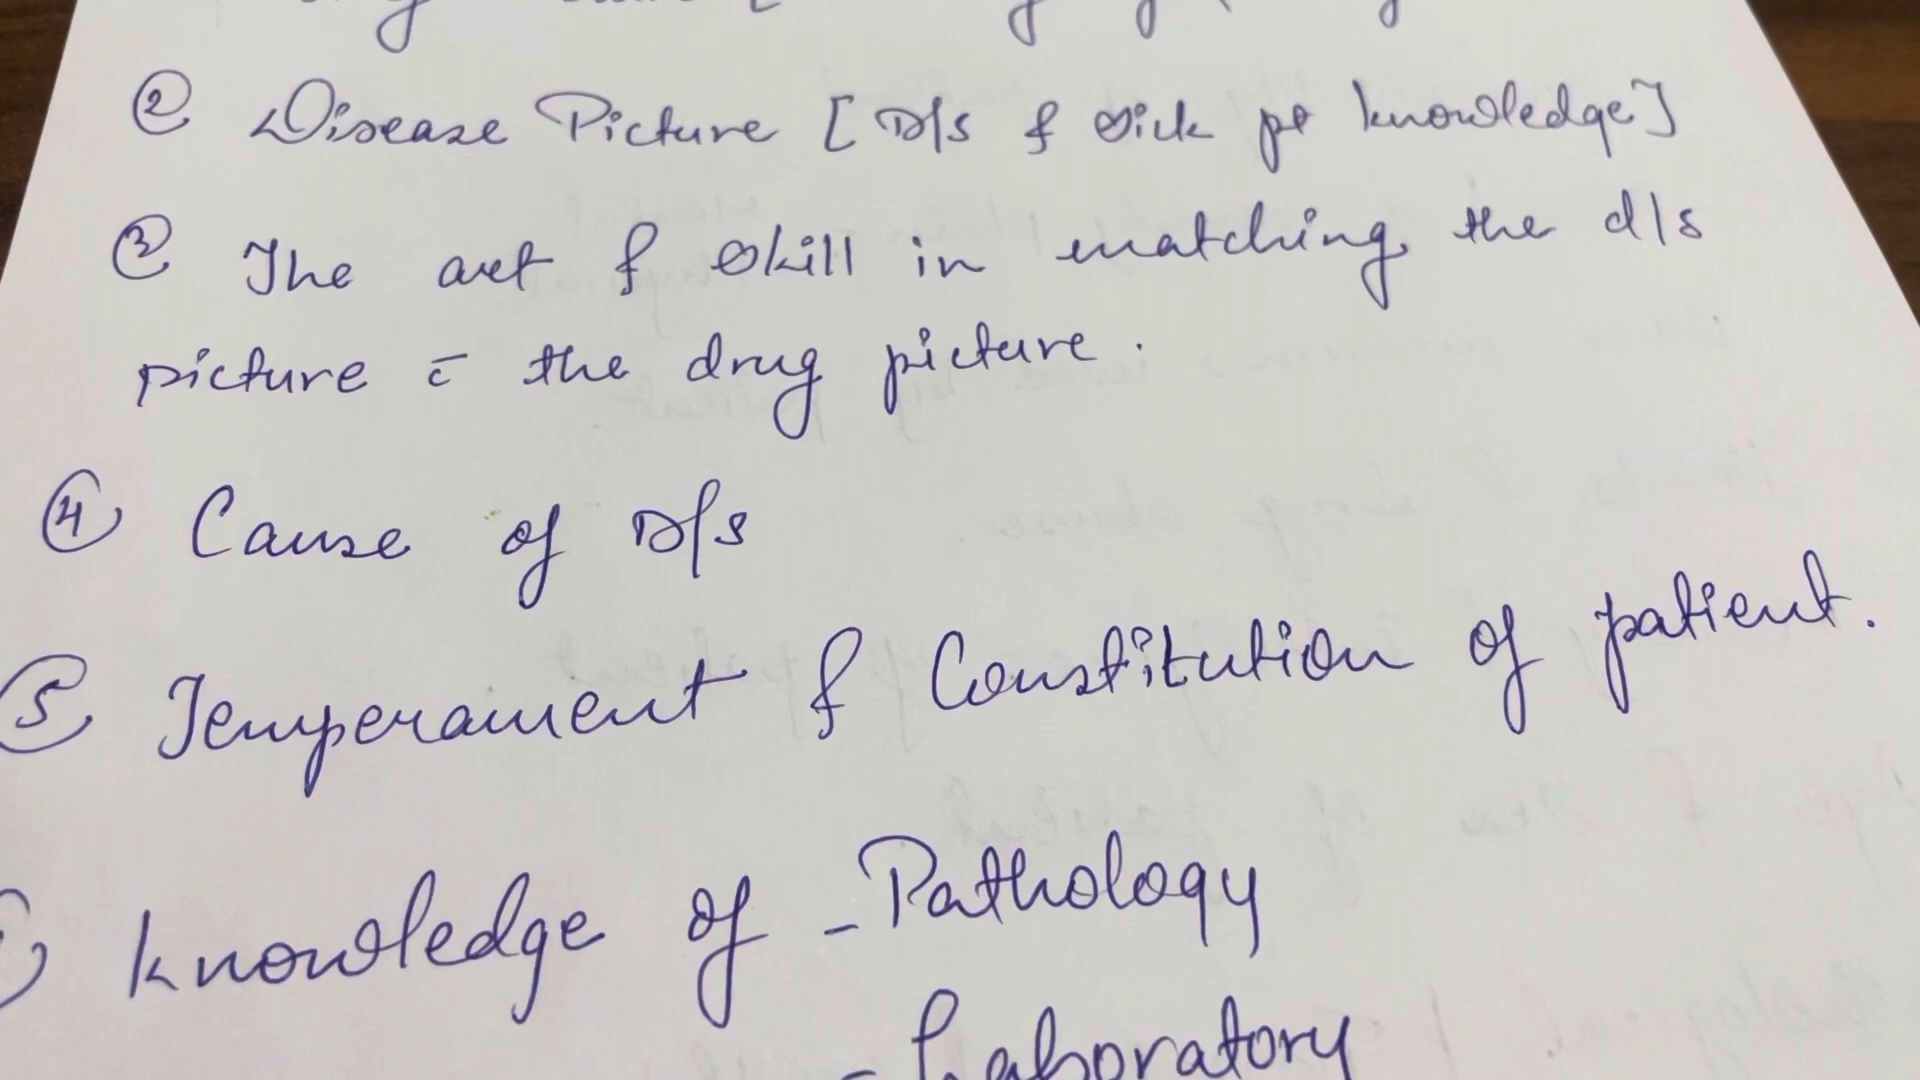 ② Disease Picture [D/s & sick pt knowledge]
③ The art & skill in matching the d/s
picture c̄ the drug picture.
④ Cause of D/s
⑤ Temperament & Constitution of patient.
knowledge of - Pathology
- Laboratory